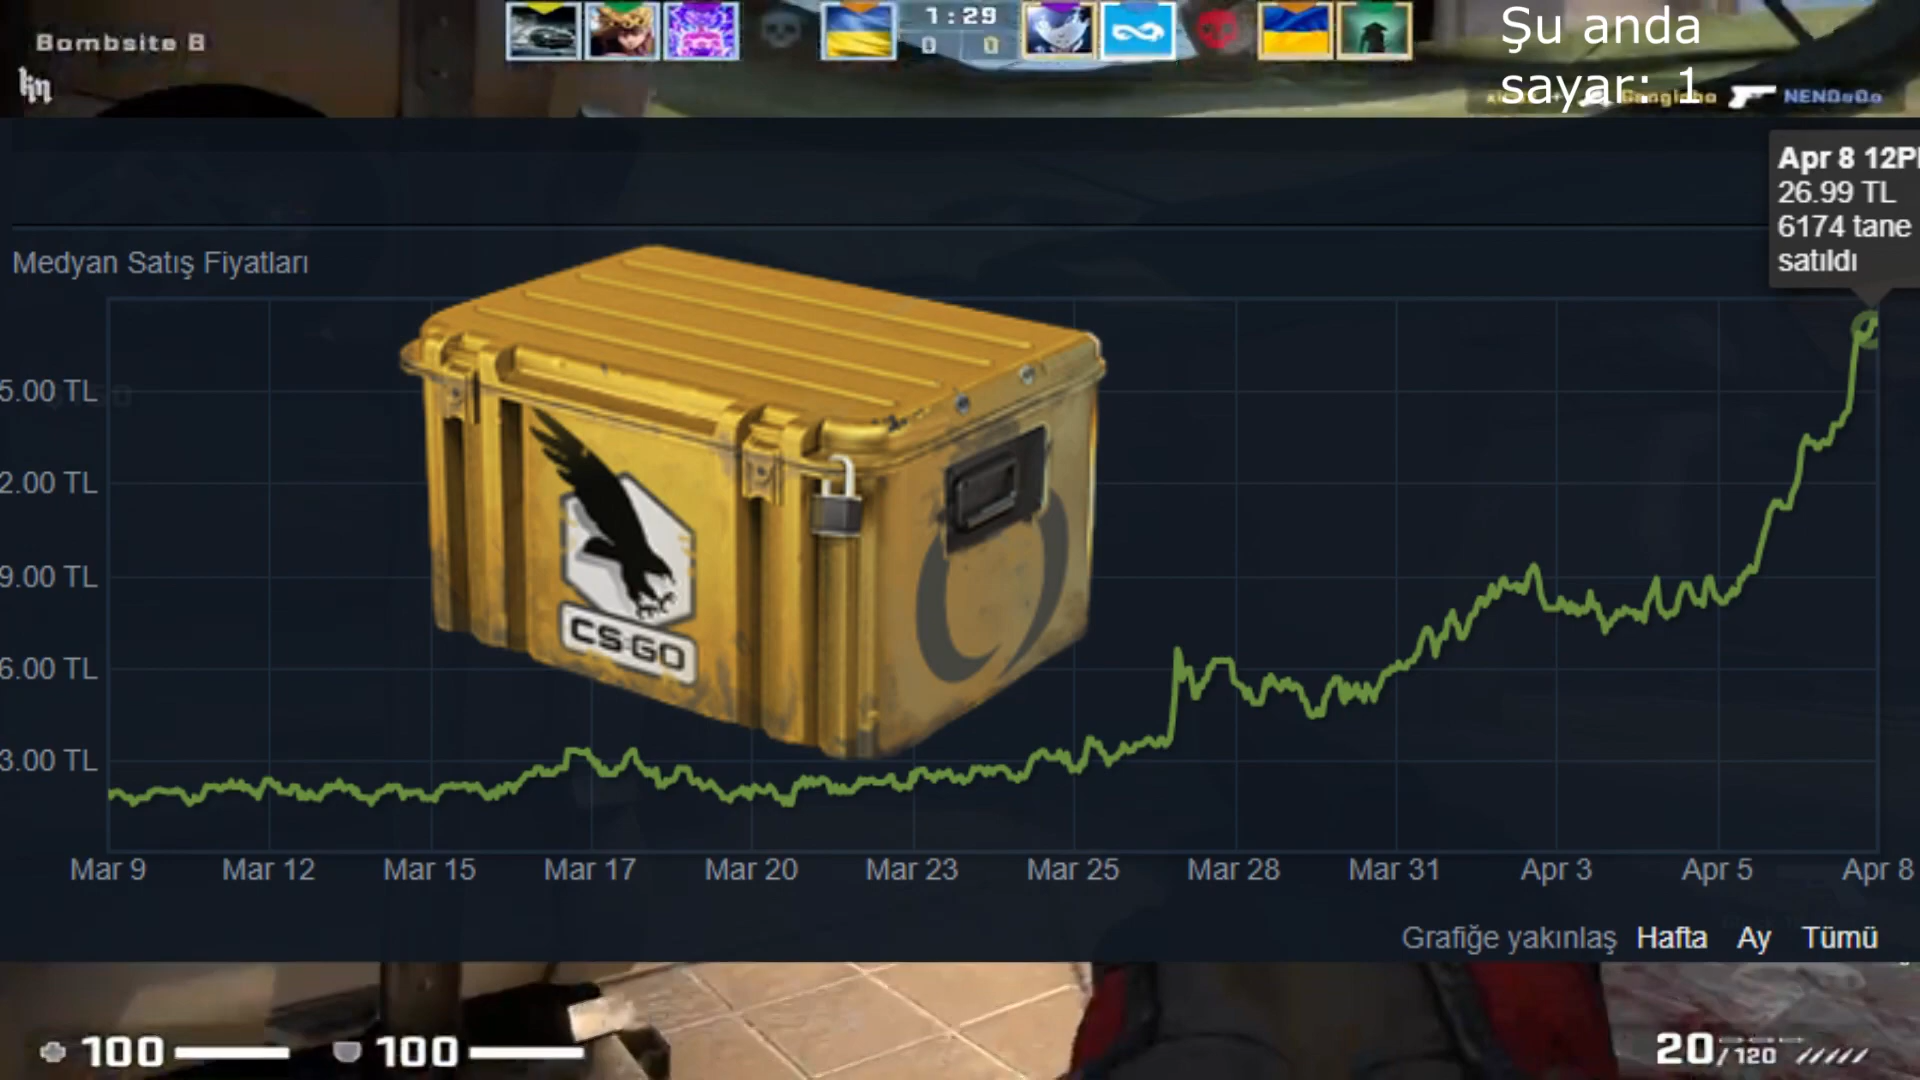 Bombsite B
1:29
0 0
Şu anda
sayar: 1
NENDoDo
Apr 8 12P
26.99 TL
6174 tane
satıldı
Medyan Satış Fiyatları
5.00 TL
2.00 TL
9.00 TL
6.00 TL
3.00 TL
CS:GO
Mar 9 Mar 12 Mar 15 Mar 17 Mar 20 Mar 23 Mar 25 Mar 28 Mar 31 Apr 3 Apr 5 Apr 8
Grafiğe yakınlaş Hafta Ay Tümü
100 100 20/120